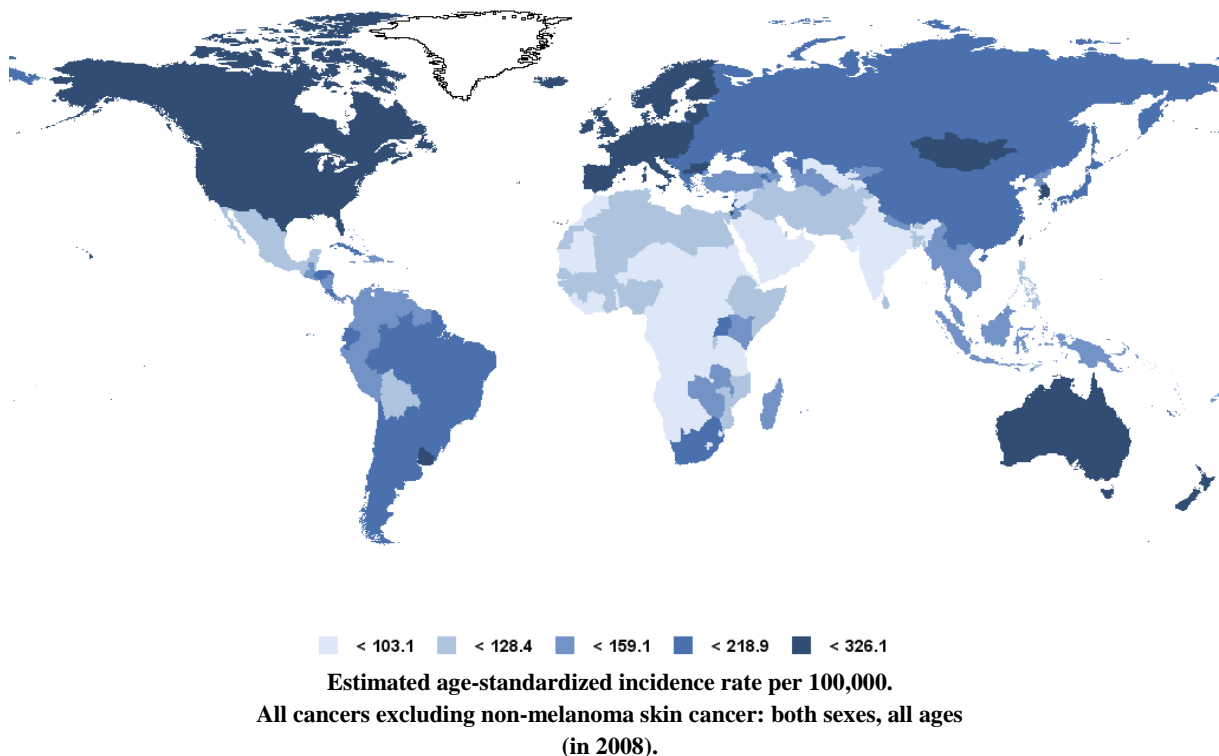 < 103.1 < 128.4 < 159.1 < 218.9 < 326.1
Estimated age-standardized incidence rate per 100,000.
All cancers excluding non-melanoma skin cancer: both sexes, all ages
(in 2008).